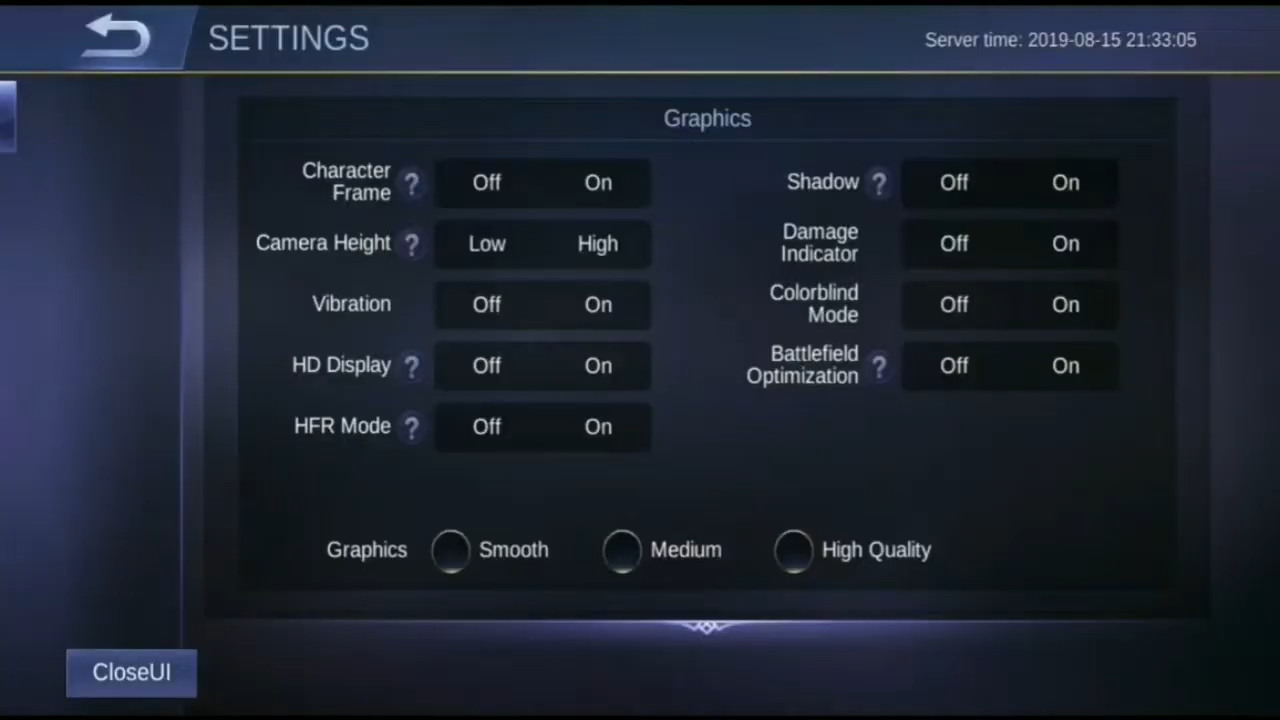 SETTINGS
Server time: 2019-08-15 21:33:05
Graphics
Character
Frame
?
Off
On
Shadow
?
Off
On
Camera Height
?
Low
High
Damage
Indicator
Off
On
Vibration
Off
On
Colorblind
Mode
Off
On
HD Display
?
Off
On
Battlefield
Optimization
?
Off
On
HFR Mode
?
Off
On
Graphics
Smooth
Medium
High Quality
CloseUI